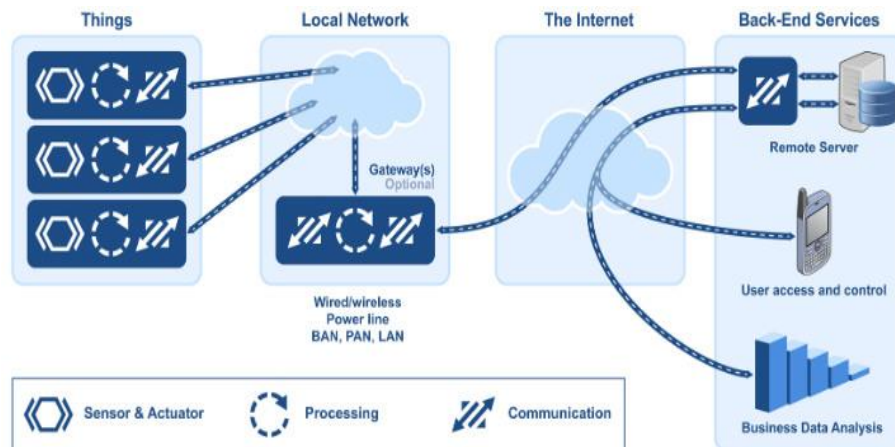 Things
Local Network
The Internet
Back-End Services
Gateway(s)
Optional
Remote Server
Wired/wireless
Power line
BAN, PAN, LAN
User access and control
Business Data Analysis
Sensor & Actuator
Processing
Communication